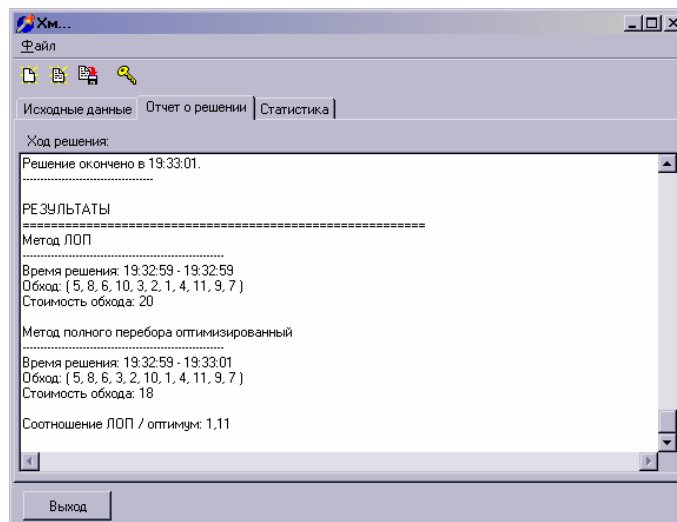 Хм...
Файл
Исходные данные Отчет о решении Статистика
Ход решения:
Решение окончено в 19:33:01.
-------------------------------------
РЕЗУЛЬТАТЫ
=========================================================
Метод ЛОП
---------------------------------------------------------
Время решения: 19:32:59 - 19:32:59
Обход: ( 5, 8, 6, 10, 3, 2, 1, 4, 11, 9, 7 )
Стоимость обхода: 20
Метод полного перебора оптимизированный
---------------------------------------------------------
Время решения: 19:32:59 - 19:33:01
Обход: ( 5, 8, 6, 3, 2, 10, 1, 4, 11, 9, 7 )
Стоимость обхода: 18
Соотношение ЛОП / оптимум: 1,11
Выход